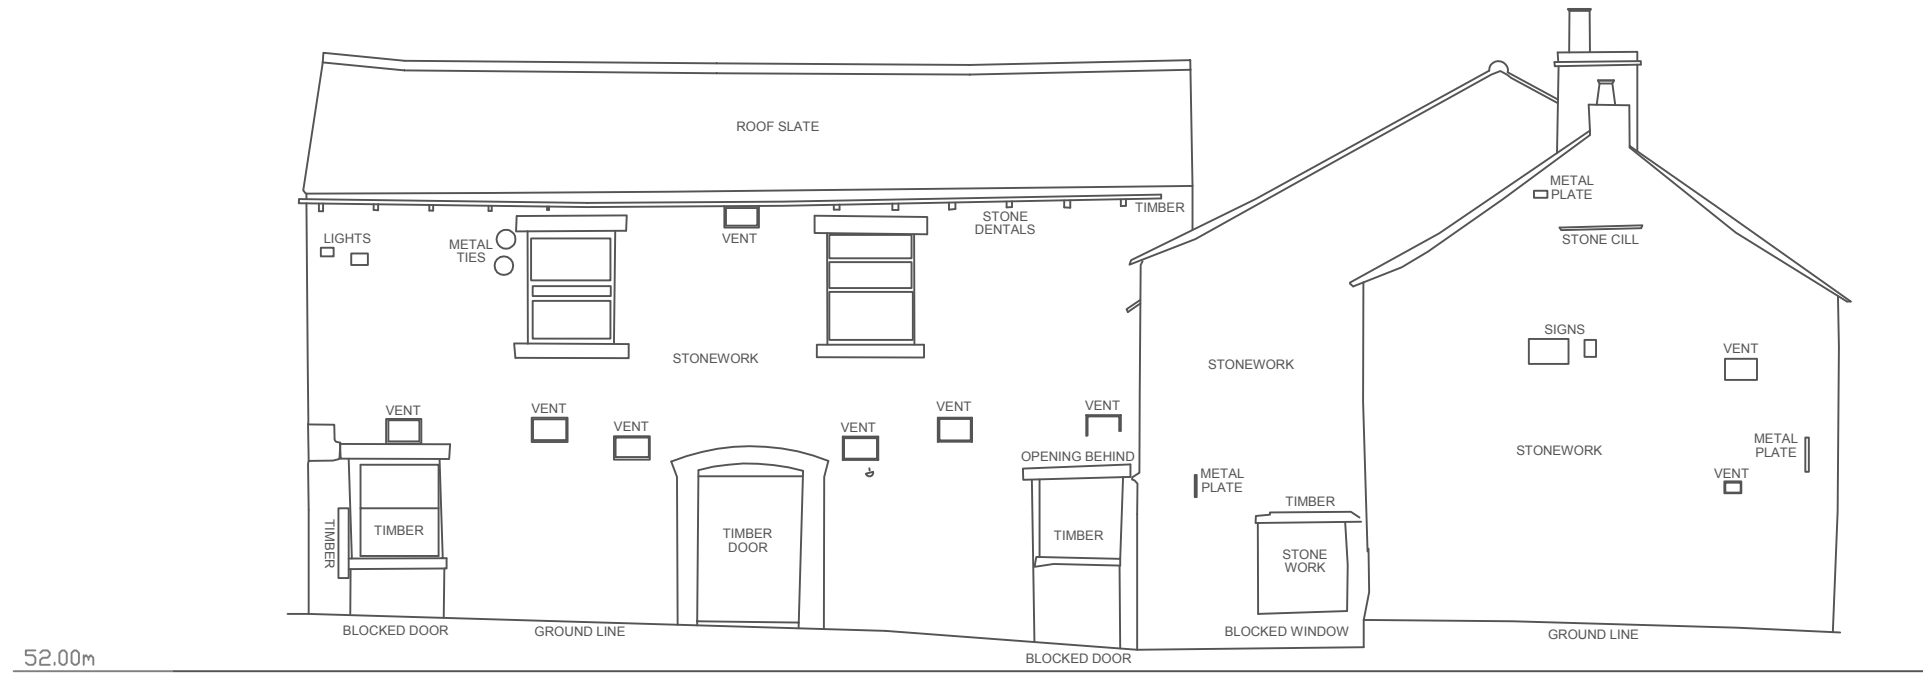 ROOF SLATE
METAL
PLATE
TIMBER
STONE
DENTALS
LIGHTS
METAL
TIES
VENT
STONE CILL
SIGNS
VENT
STONEWORK
STONEWORK
VENT
VENT
VENT
VENT
VENT
VENT
METAL
PLATE
STONEWORK
OPENING BEHIND
METAL
PLATE
VENT
TIMBER
TIMBER
TIMBER
TIMBER
DOOR
TIMBER
STONE
WORK
BLOCKED DOOR
GROUND LINE
BLOCKED WINDOW
GROUND LINE
52.00m
BLOCKED DOOR